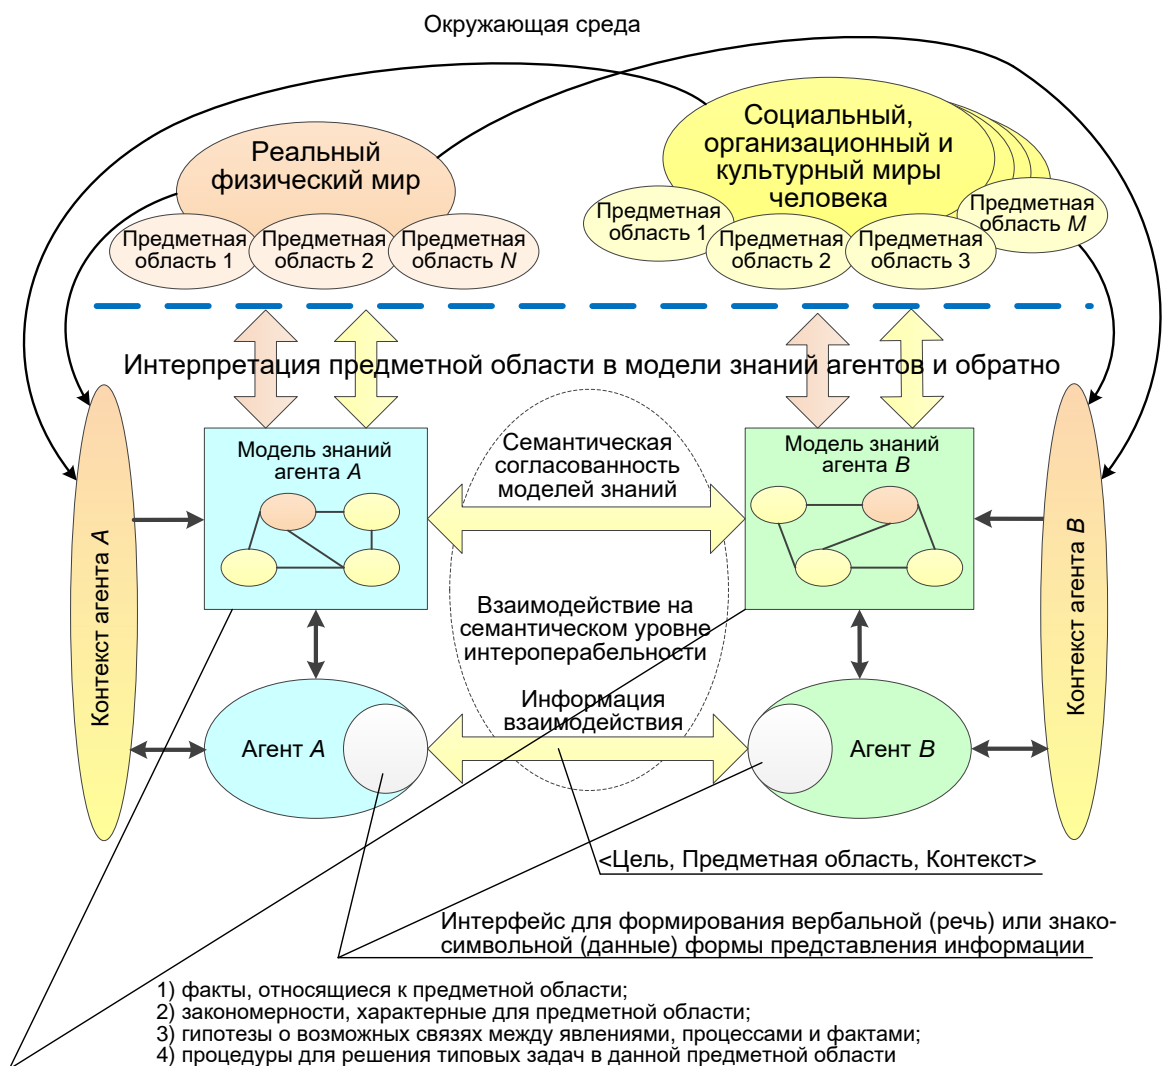 Окружающая среда
Реальный
физический мир
Предметная
область 1
Предметная
область 2
Предметная
область N
Социальный,
организационный и
культурный миры
человека
Предметная
область 1
Предметная
область 2
Предметная
область 3
Предметная
область M
Интерпретация предметной области в модели знаний агентов и обратно
Контекст агента A
Модель знаний
агента A
Семантическая
согласованность
моделей знаний
Модель знаний
агента B
Контекст агента B
Взаимодействие на
семантическом уровне
интероперабельности
Информация
взаимодействия
Агент A
Агент B
<Цель, Предметная область, Контекст>
Интерфейс для формирования вербальной (речь) или знако-
символьной (данные) формы представления информации
1) факты, относящиеся к предметной области;
2) закономерности, характерные для предметной области;
3) гипотезы о возможных связях между явлениями, процессами и фактами;
4) процедуры для решения типовых задач в данной предметной области